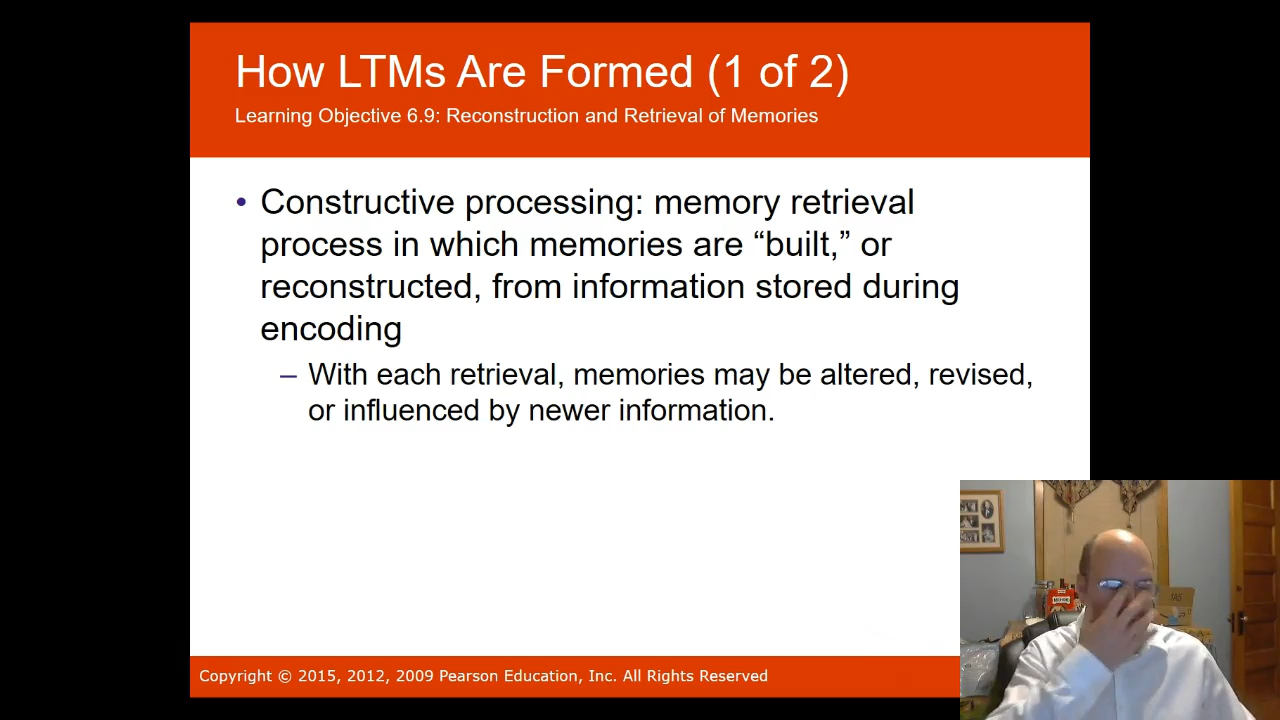 How LTMs Are Formed (1 of 2)
Learning Objective 6.9: Reconstruction and Retrieval of Memories
• Constructive processing: memory retrieval
process in which memories are “built,” or
reconstructed, from information stored during
encoding
– With each retrieval, memories may be altered, revised,
or influenced by newer information.
Copyright © 2015, 2012, 2009 Pearson Education, Inc. All Rights Reserved